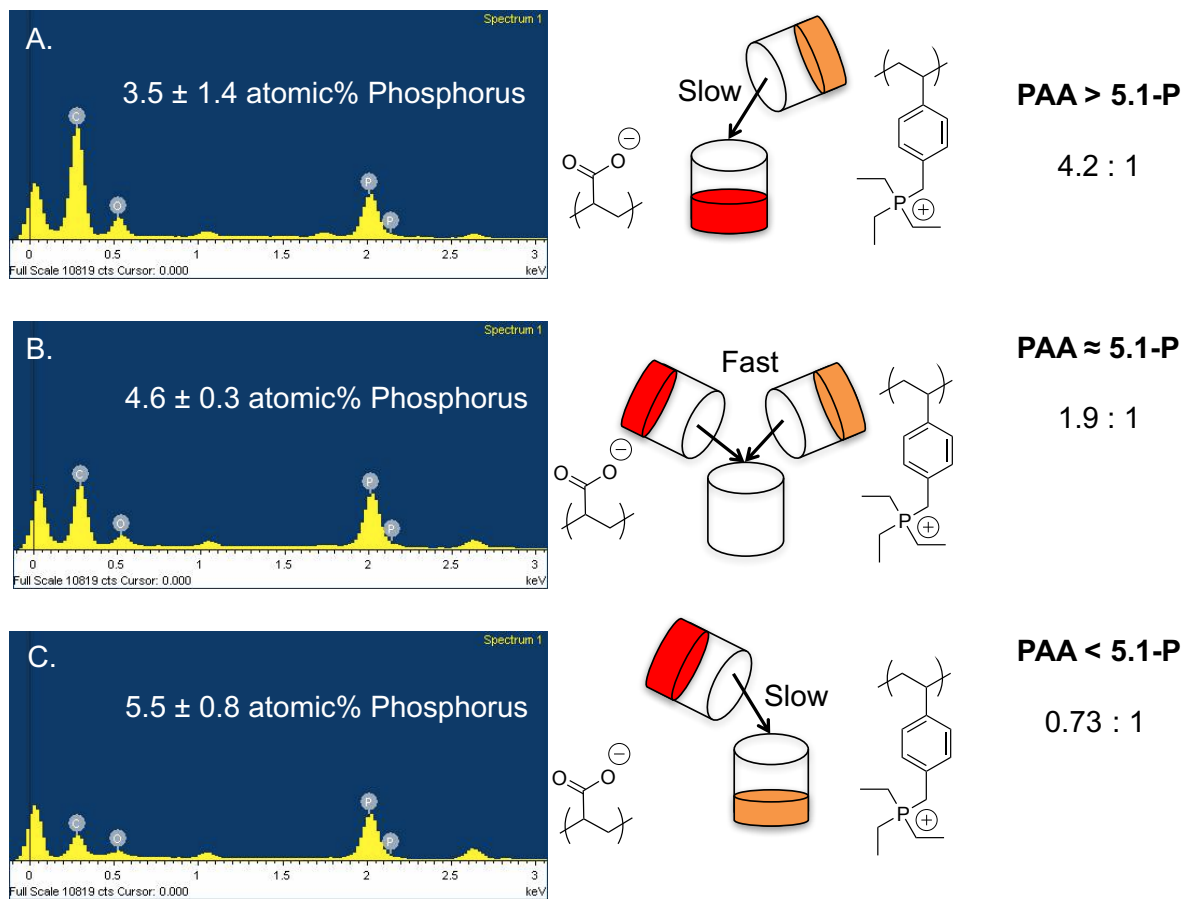 Spectrum 1
A.
3.5 ± 1.4 atomic% Phosphorus
C
O
P
P
0 0.5 1 1.5 2 2.5 3
Full Scale 10819 cts Cursor: 0.000 keV
Slow
O
O
⊖
P
⊕
PAA > 5.1-P
4.2 : 1
Spectrum 1
B.
4.6 ± 0.3 atomic% Phosphorus
C
O
P
P
0 0.5 1 1.5 2 2.5 3
Full Scale 10819 cts Cursor: 0.000 keV
Fast
O
O
⊖
P
⊕
PAA ≈ 5.1-P
1.9 : 1
Spectrum 1
C.
5.5 ± 0.8 atomic% Phosphorus
C
O
P
P
0 0.5 1 1.5 2 2.5 3
Full Scale 10819 cts Cursor: 0.000 keV
Slow
O
O
⊖
P
⊕
PAA < 5.1-P
0.73 : 1